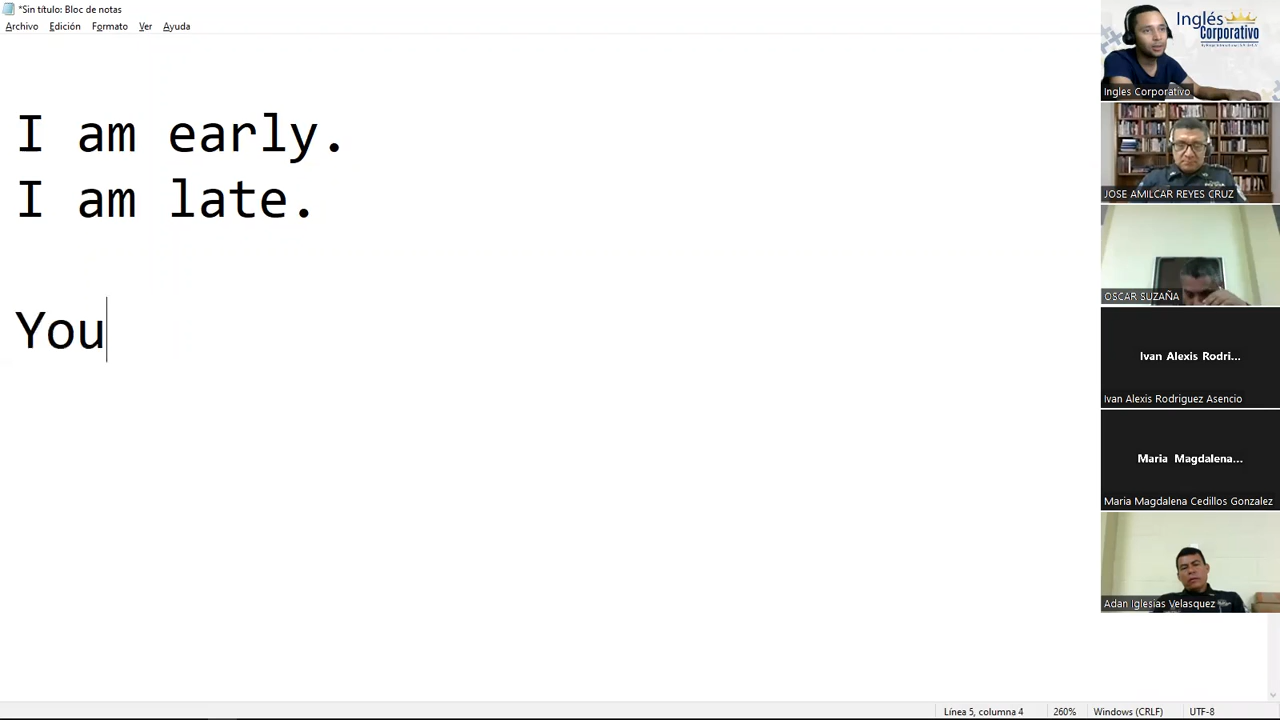 *Sin título: Bloc de notas
Archivo Edición Formato Ver Ayuda
I am early.
I am late.
You
Inglés
Corporativo
Ingles Corporativo
JOSE AMILCAR REYES CRUZ
OSCAR SUZAÑA
Ivan Alexis Rodri...
Ivan Alexis Rodriguez Asencio
Maria Magdalena...
Maria Magdalena Cedillos Gonzalez
Adan Iglesias Velasquez
Línea 5, columna 4 260% Windows (CRLF) UTF-8